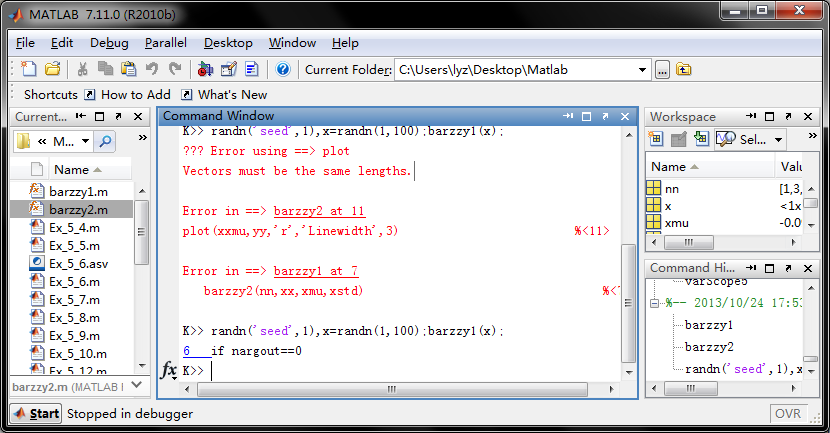 MATLAB 7.11.0 (R2010b)
File Edit Debug Parallel Desktop Window Help
Current Folder: C:\Users\lyz\Desktop\Matlab
Shortcuts How to Add What's New
Current...
« M...
Name
barzzy1.m
barzzy2.m
Ex_5_4.m
Ex_5_5.m
Ex_5_6.asv
Ex_5_6.m
Ex_5_7.m
Ex_5_8.m
Ex_5_9.m
Ex_5_10.m
Ex_5_12.m
barzzy2.m (MATLAB
Command Window
K>> randn('seed',1),x=randn(1,100);barzzy1(x);
??? Error using ==> plot
Vectors must be the same lengths.
Error in ==> barzzy2 at 11
plot(xxmu,yy,'r','Linewidth',3) %<11>
Error in ==> barzzy1 at 7
barzzy2(nn,xx,xmu,xstd) %<
K>> randn('seed',1),x=randn(1,100);barzzy1(x);
6 if nargout==0
fx K>>
Workspace
Sel...
Name Valu
nn [1,3,
x <1x
xmu -0.0
Command Hi...
varScope5
%-- 2013/10/24 17:53
barzzy1
barzzy2
randn('seed',1),x
Start Stopped in debugger OVR